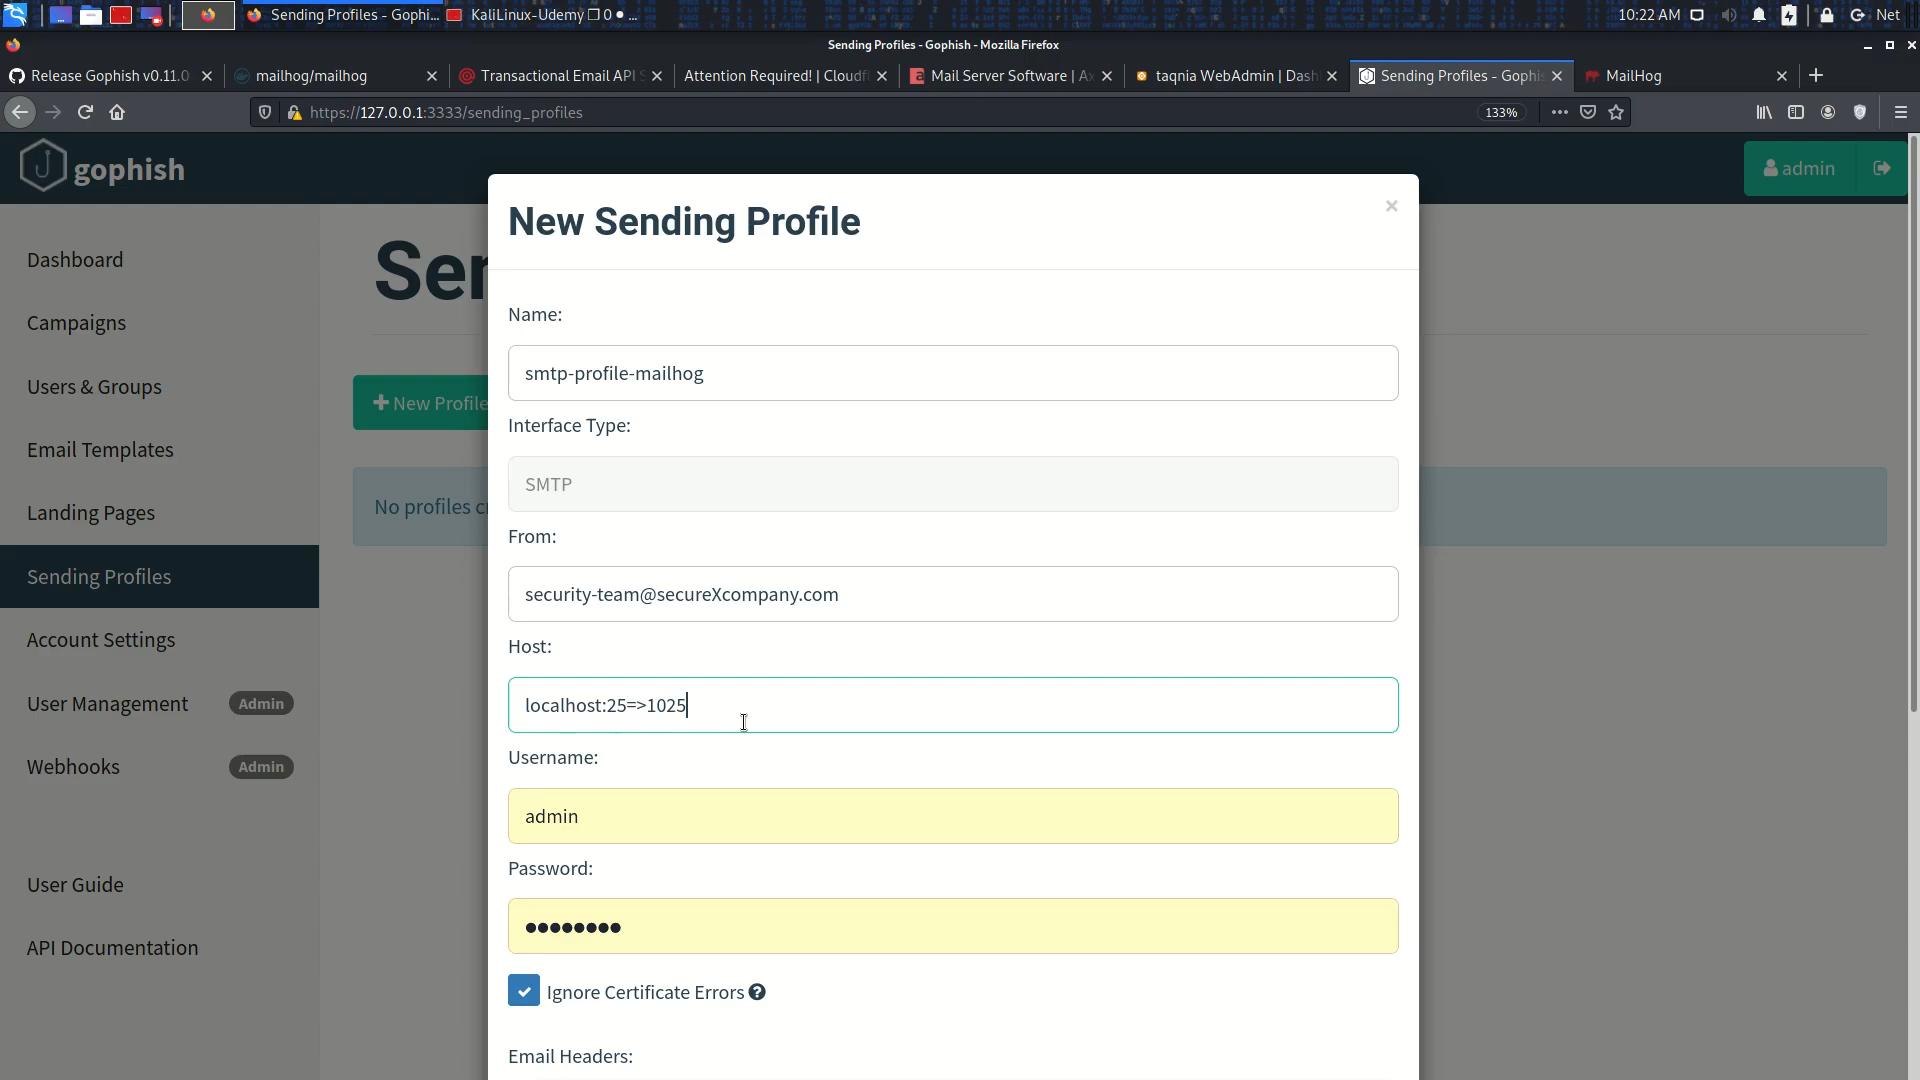 Sending Profiles - Gophi...
KaliLinux-Udemy ❐ 0 ● ...
10:22 AM
Net
Sending Profiles - Gophish - Mozilla Firefox
Release Gophish v0.11.0
mailhog/mailhog
Transactional Email API S
Attention Required! | Cloudf
Mail Server Software | Ax
taqnia WebAdmin | Dash
Sending Profiles - Gophis
MailHog
https://127.0.0.1:3333/sending_profiles
133%
gophish
admin
New Sending Profile
×
Dashboard
Campaigns
Users & Groups
Email Templates
Landing Pages
Sending Profiles
Account Settings
User Management Admin
Webhooks Admin
User Guide
API Documentation
Sen
New Profile
No profiles c
Name:
smtp-profile-mailhog
Interface Type:
SMTP
From:
security-team@secureXcompany.com
Host:
localhost:25=>1025
Username:
admin
Password:
●●●●●●●●
Ignore Certificate Errors
Email Headers: